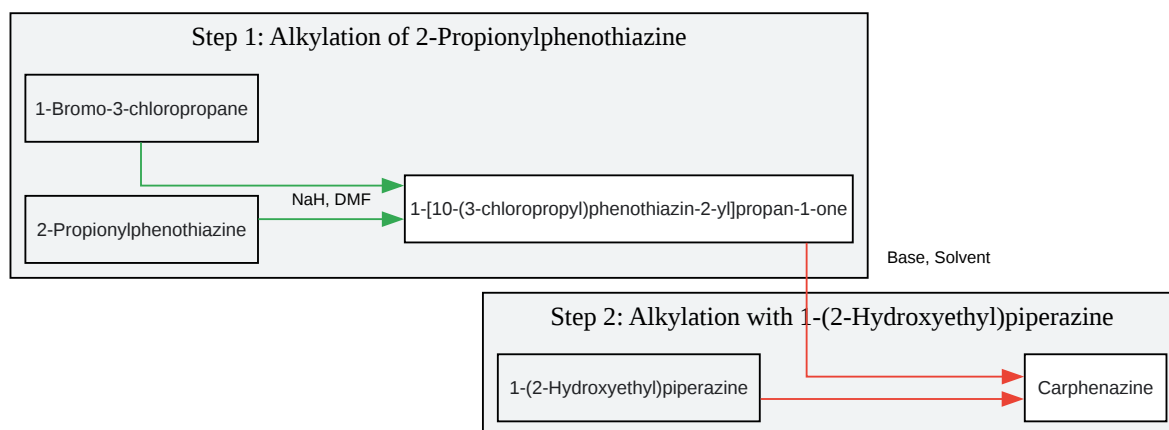 Step 1: Alkylation of 2-Propionylphenothiazine
1-Bromo-3-chloropropane
NaH, DMF
2-Propionylphenothiazine
1-[10-(3-chloropropyl)phenothiazin-2-yl]propan-1-one
Base, Solvent
Step 2: Alkylation with 1-(2-Hydroxyethyl)piperazine
1-(2-Hydroxyethyl)piperazine
Carphenazine